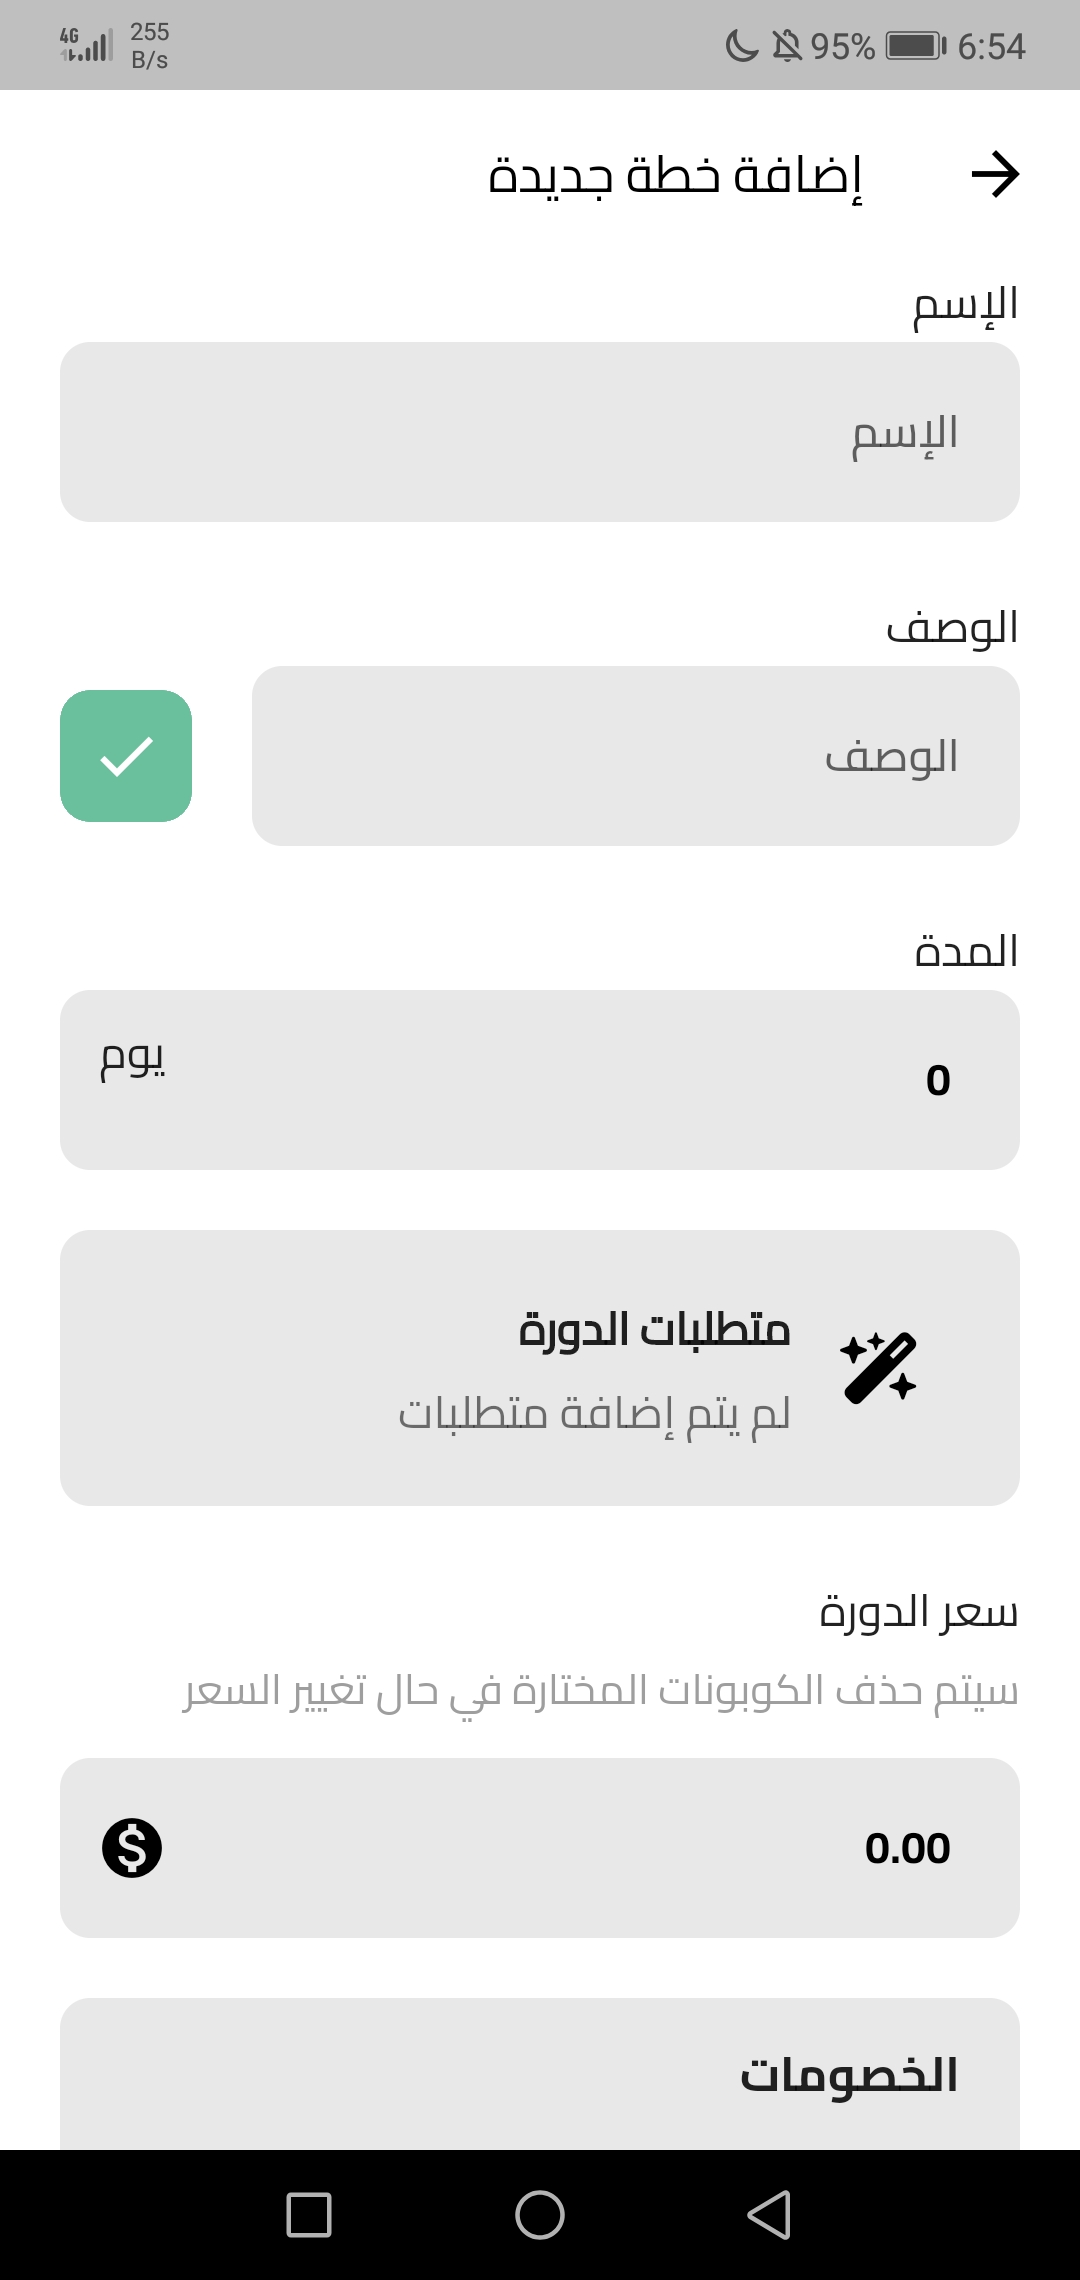 4G 255 B/s 95% 6:54
إضافة خطة جديدة
الإسم
الإسم
الوصف
الوصف
المدة
0 يوم
متطلبات الدورة
لم يتم إضافة متطلبات
سعر الدورة
سيتم حذف الكوبونات المختارة في حال تغيير السعر
0.00 $
الخصومات